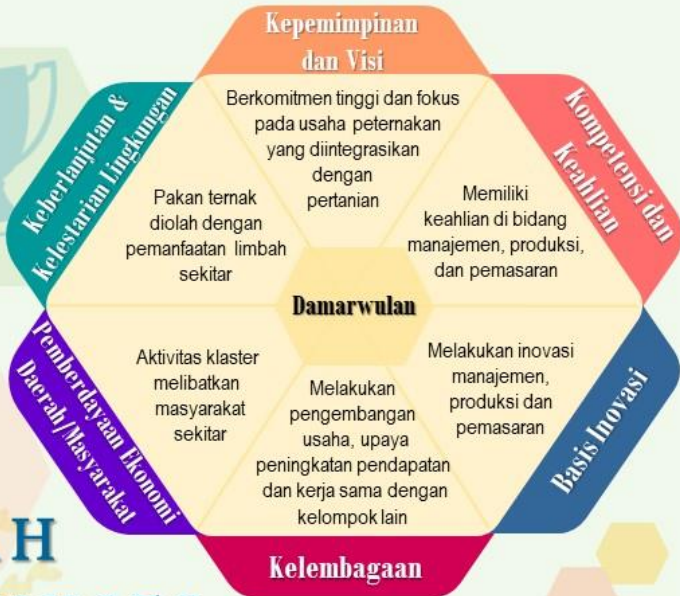 Kepemimpinan
dan Visi
Berkomitmen tinggi dan fokus
pada usaha peternakan
yang diintegrasikan
dengan
pertanian
Kompetensi dan
Keahlian
Memiliki
keahlian di bidang
manajemen, produksi,
dan pemasaran
Basis Inovasi
Melakukan inovasi
manajemen,
produksi dan
pemasaran
Kelembagaan
Melakukan
pengembangan
usaha, upaya
peningkatan pendapatan
dan kerja sama dengan
kelompok lain
Pemberdayaan Ekonomi
Daerah/Masyarakat
Aktivitas klaster
melibatkan
masyarakat
sekitar
Keberlanjutan &
Kelestarian Lingkungan
Pakan ternak
diolah dengan
pemanfaatan limbah
sekitar
Damarwulan
H